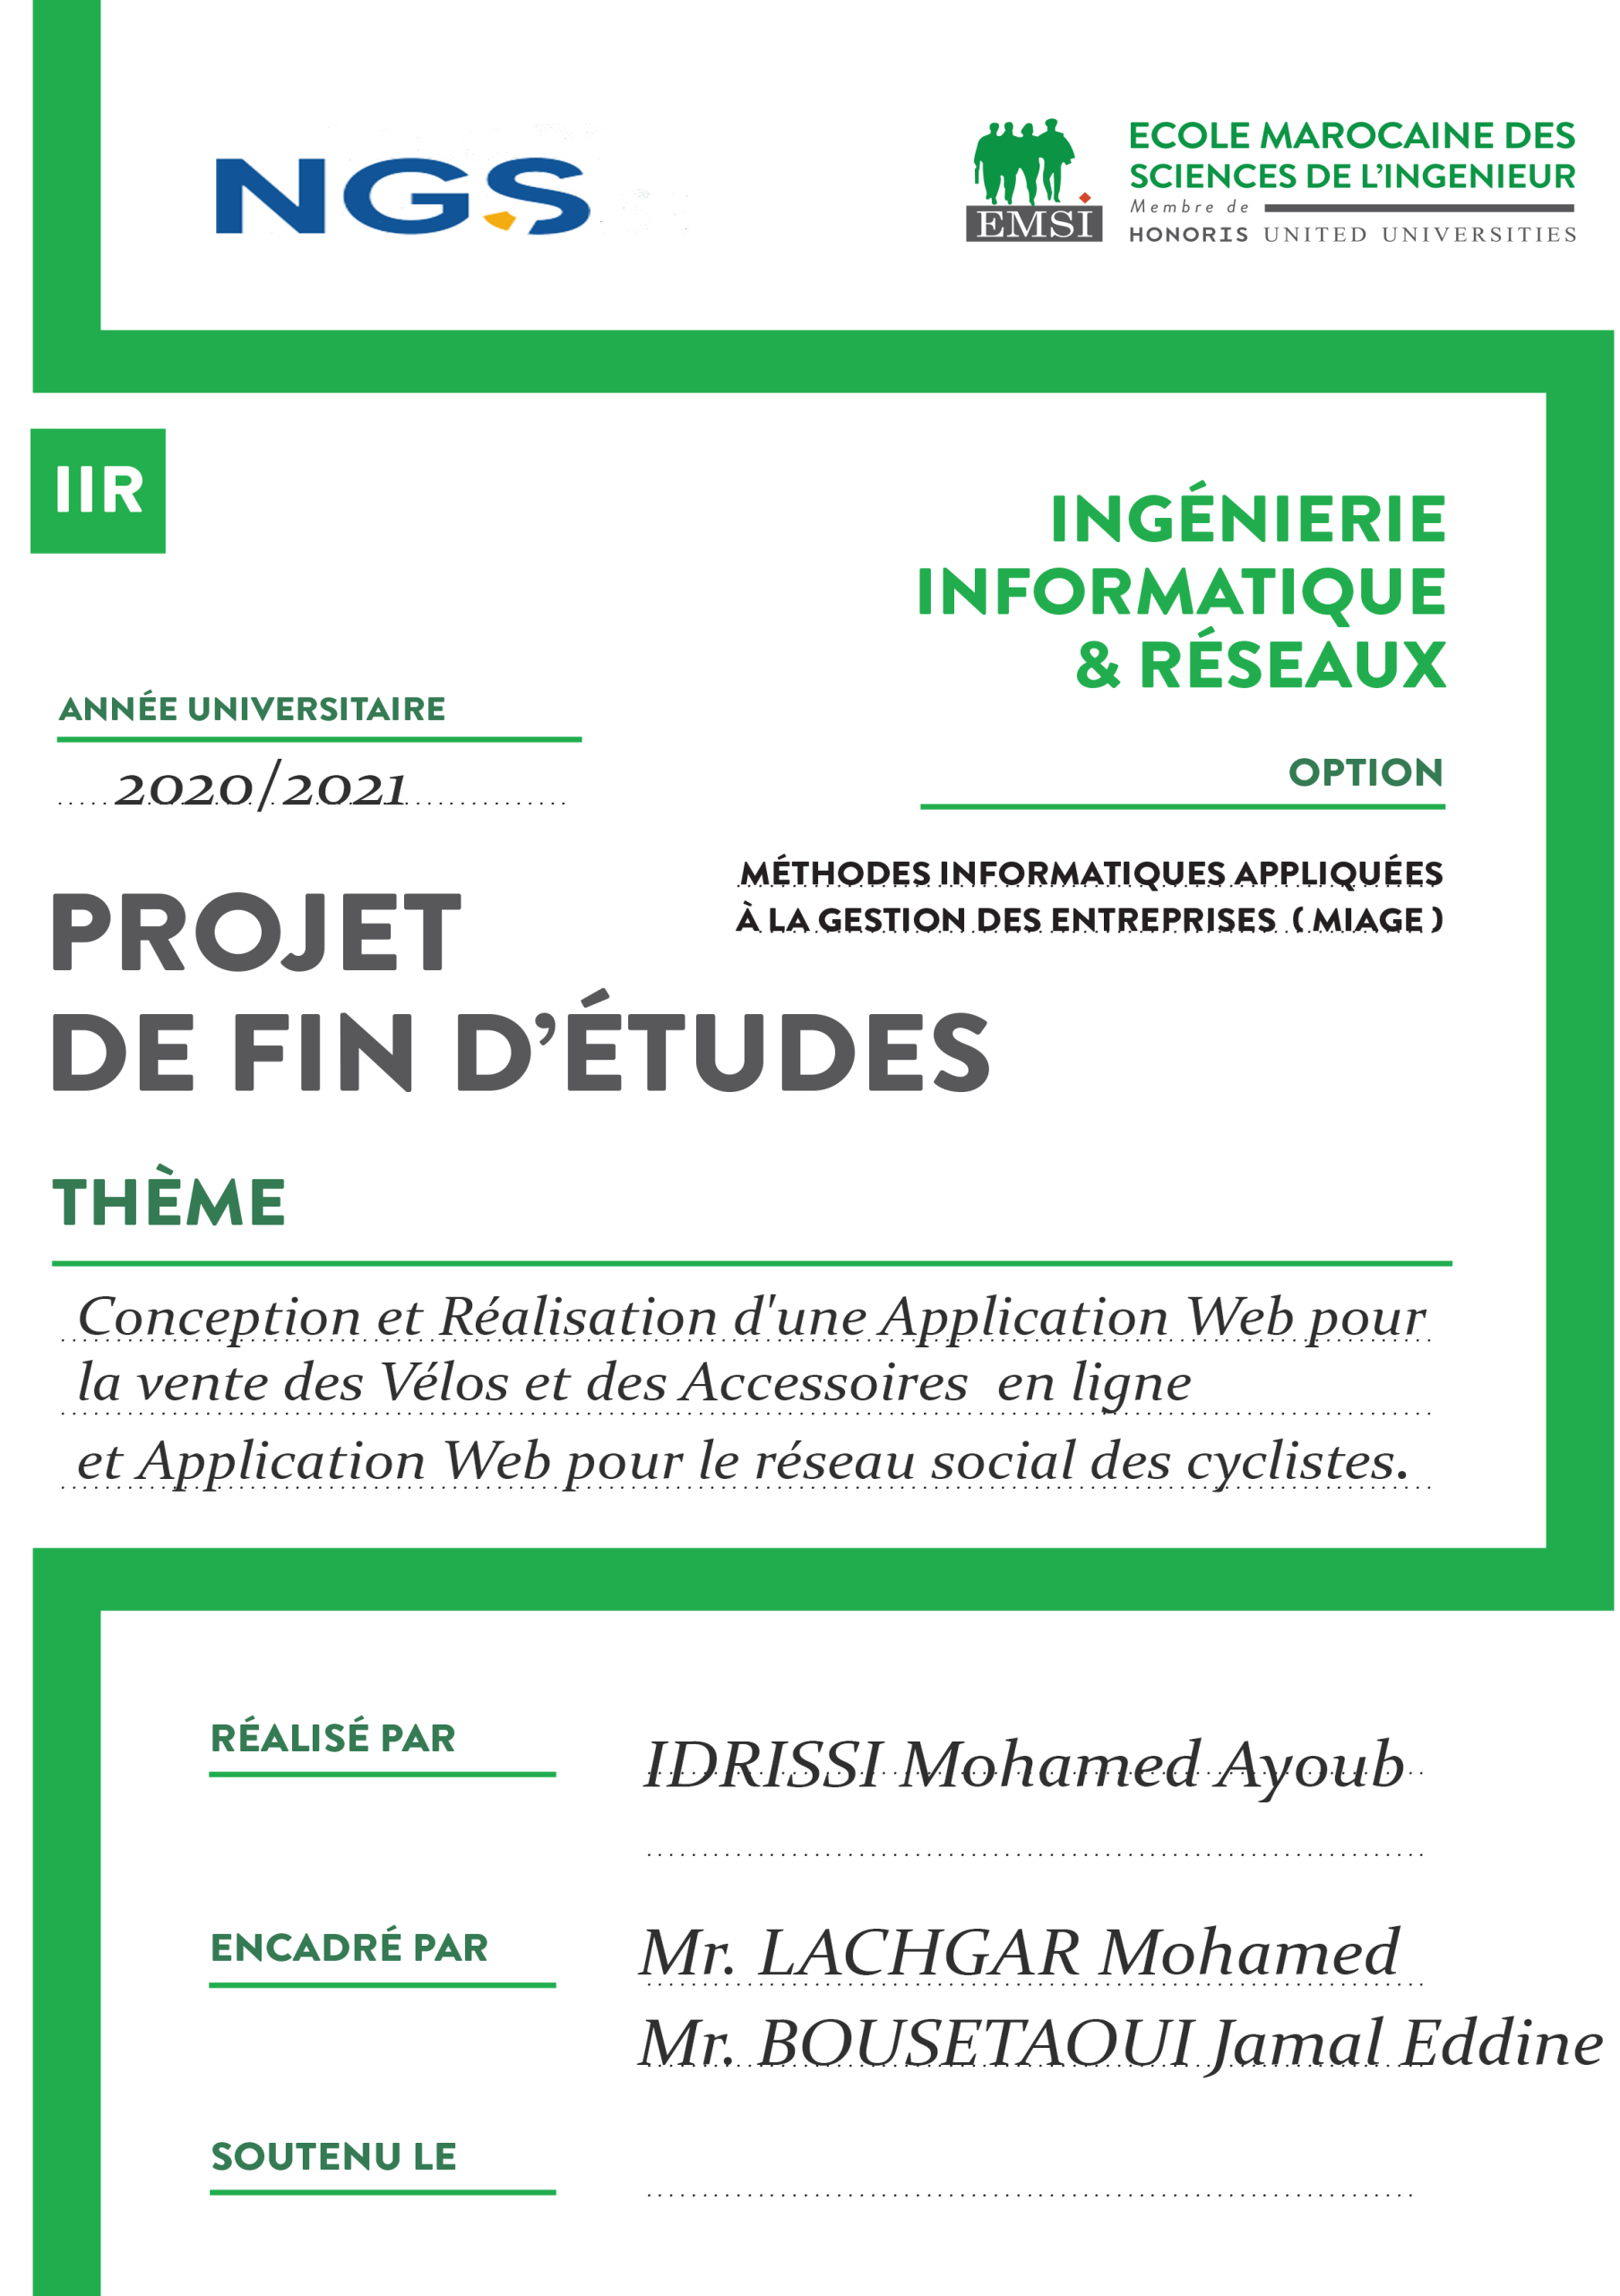 NGS
EMSI
ECOLE MAROCAINE DES
SCIENCES DE L’INGENIEUR
Membre de
HONORIS UNITED UNIVERSITIES
IIR
INGÉNIERIE
INFORMATIQUE
& RÉSEAUX
ANNÉE UNIVERSITAIRE
2020/2021
OPTION
MÉTHODES INFORMATIQUES APPLIQUÉES
À LA GESTION DES ENTREPRISES ( MIAGE )
PROJET
DE FIN D’ÉTUDES
THÈME
Conception et Réalisation d'une Application Web pour
la vente des Vélos et des Accessoires en ligne
et Application Web pour le réseau social des cyclistes.
RÉALISÉ PAR
IDRISSI Mohamed Ayoub
ENCADRÉ PAR
Mr. LACHGAR Mohamed
Mr. BOUSETAOUI Jamal Eddine
SOUTENU LE